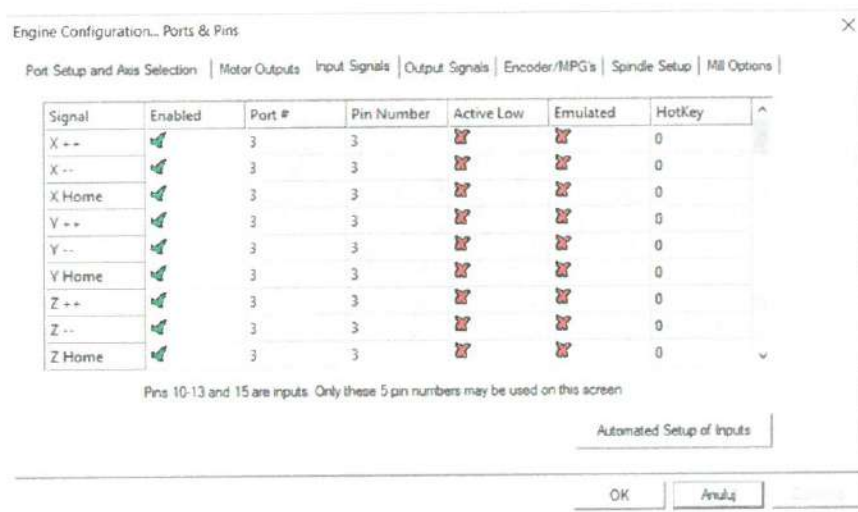 Engine Configuration... Ports & Pins
Port Setup and Axis Selection Motor Outputs Input Signals Output Signals Encoder/MPG's Spindle Setup Mill Options
Signal Enabled Port # Pin Number Active Low Emulated HotKey
X ++ 3 3 0
X -- 3 3 0
X Home 3 3 0
Y ++ 3 3 0
Y -- 3 3 0
Y Home 3 3 0
Z ++ 3 3 0
Z -- 3 3 0
Z Home 3 3 0
Pins 10-13 and 15 are inputs. Only these 5 pin numbers may be used on this screen
Automated Setup of Inputs
OK Anuluj